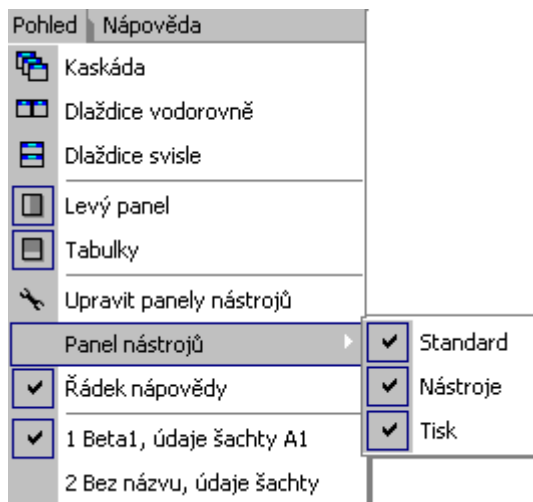 Pohled Nápověda
Kaskáda
Dlaždice vodorovně
Dlaždice svisle
Levý panel
Tabulky
Upravit panely nástrojů
Panel nástrojů
Řádek nápovědy
1 Beta1, údaje šachty A1
2 Bez názvu, údaje šachty
Standard
Nástroje
Tisk